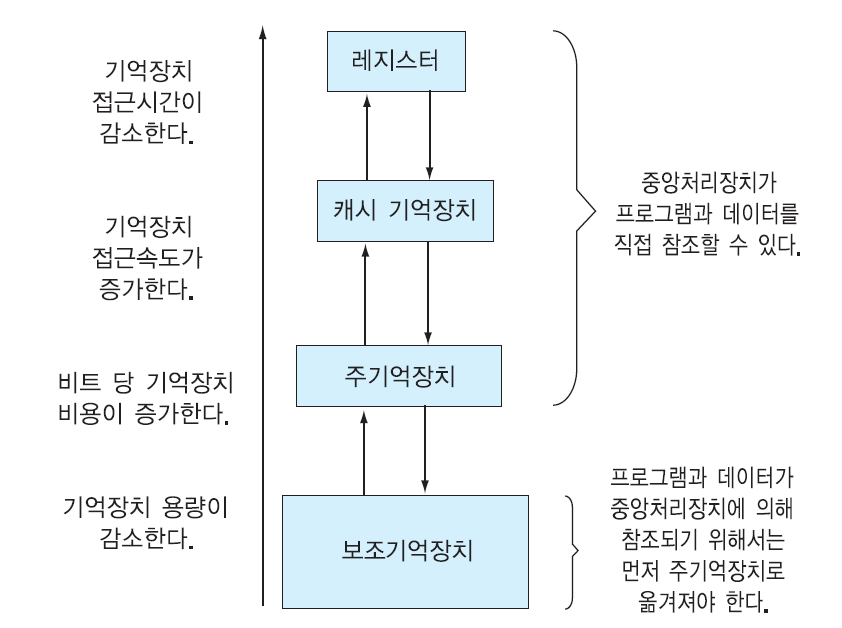 기억장치
접근시간이
감소한다.
기억장치
접근속도가
증가한다.
비트 당 기억장치
비용이 증가한다.
기억장치 용량이
감소한다.
레지스터
캐시 기억장치
주기억장치
보조기억장치
중앙처리장치가
프로그램과 데이터를
직접 참조할 수 있다.
프로그램과 데이터가
중앙처리장치에 의해
참조되기 위해서는
먼저 주기억장치로
옮겨져야 한다.